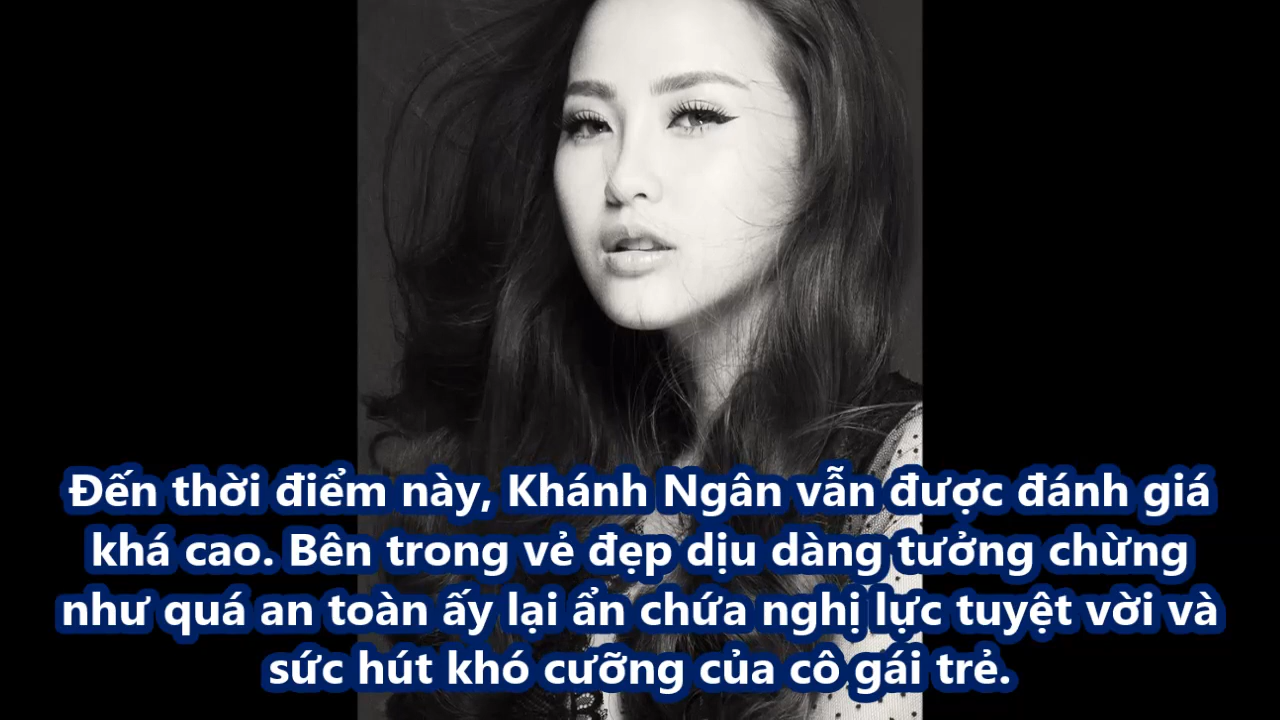 Đến thời điểm này, Khánh Ngân vẫn được đánh giá
khá cao. Bên trong vẻ đẹp dịu dàng tưởng chừng
như quá an toàn ấy lại ẩn chứa nghị lực tuyệt vời và
sức hút khó cưỡng của cô gái trẻ.